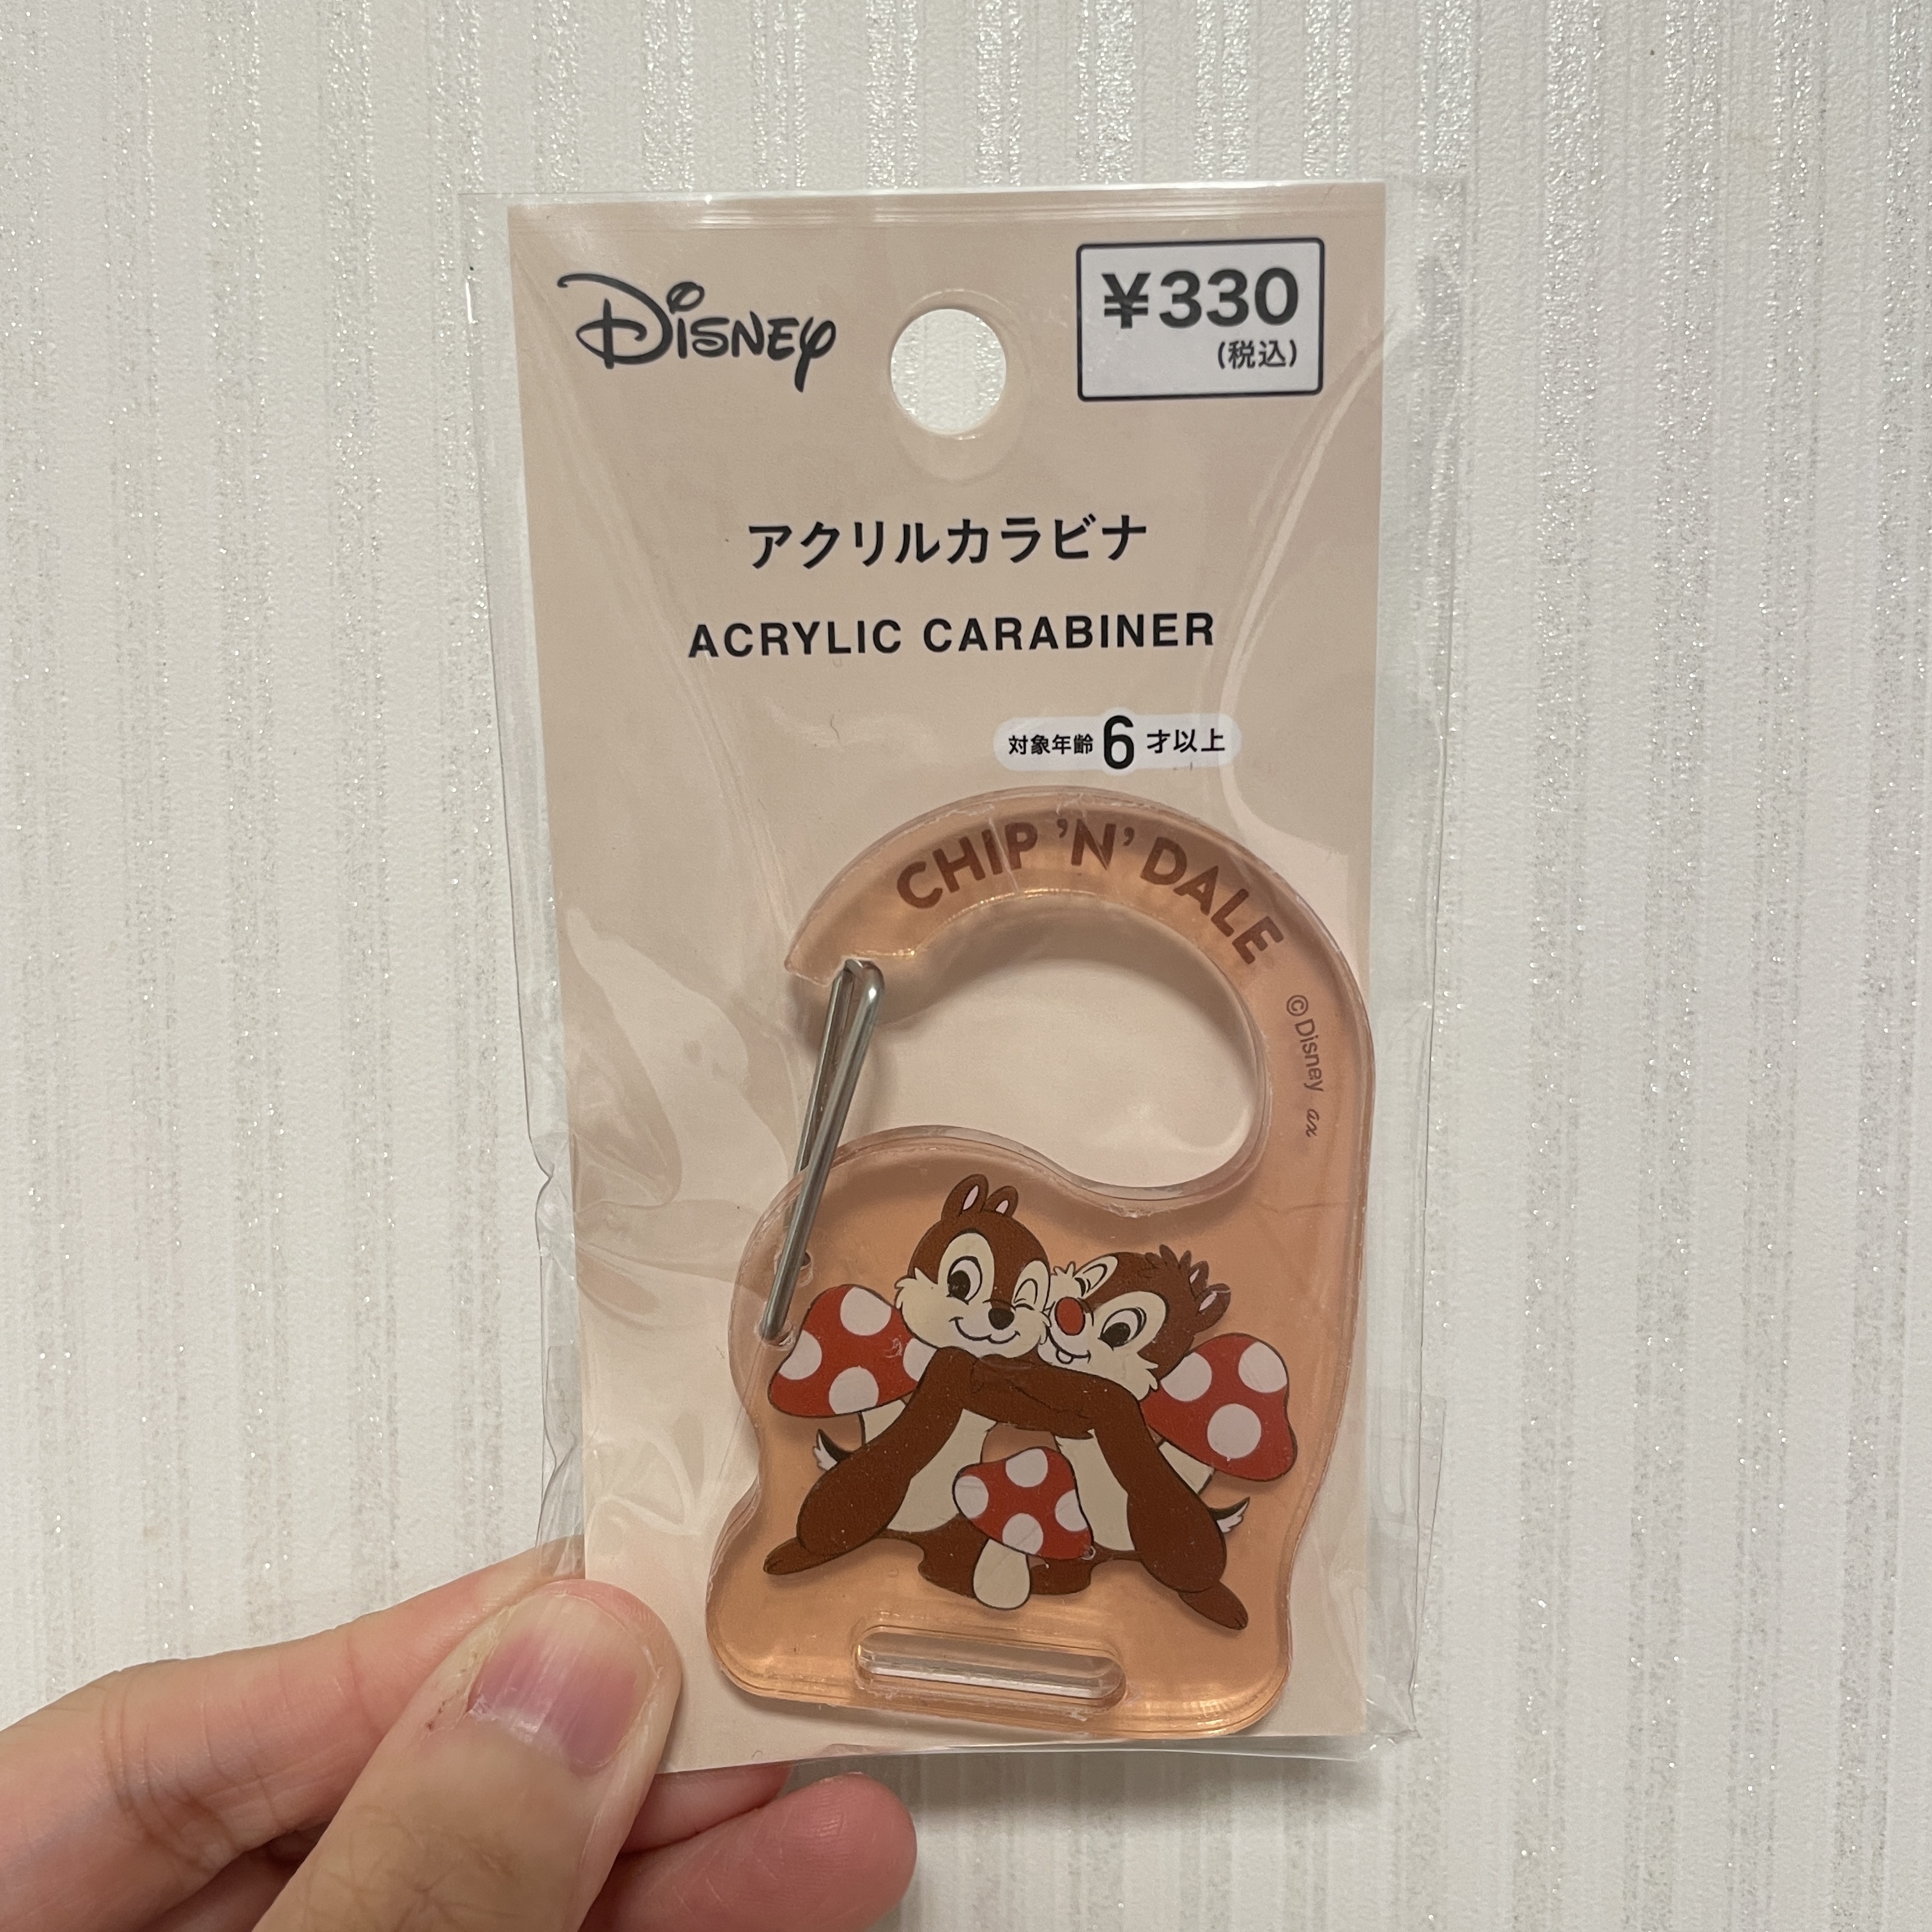 Disney
¥330
(税込)
アクリルカラビナ
ACRYLIC CARABINER
対象年齢6才以上
CHIP 'N' DALE
©Disney ax